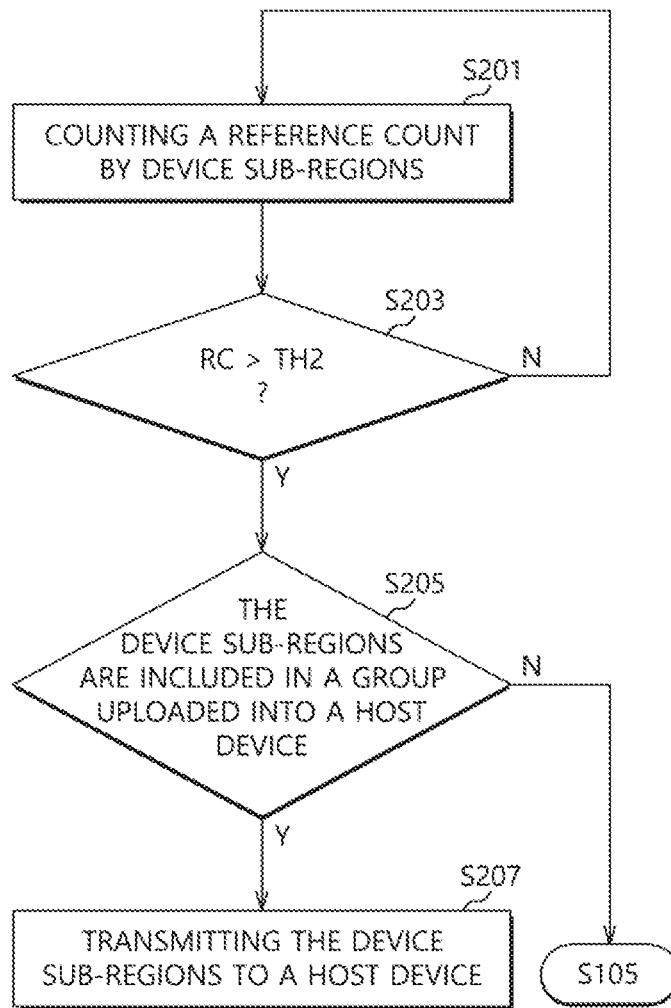 S201
COUNTING A REFERENCE COUNT
BY DEVICE SUB-REGIONS
S203
RC > TH2
?
N
Y
S205
THE
DEVICE SUB-REGIONS
ARE INCLUDED IN A GROUP
UPLOADED INTO A HOST
DEVICE
N
Y
S207
TRANSMITTING THE DEVICE
SUB-REGIONS TO A HOST DEVICE
S105